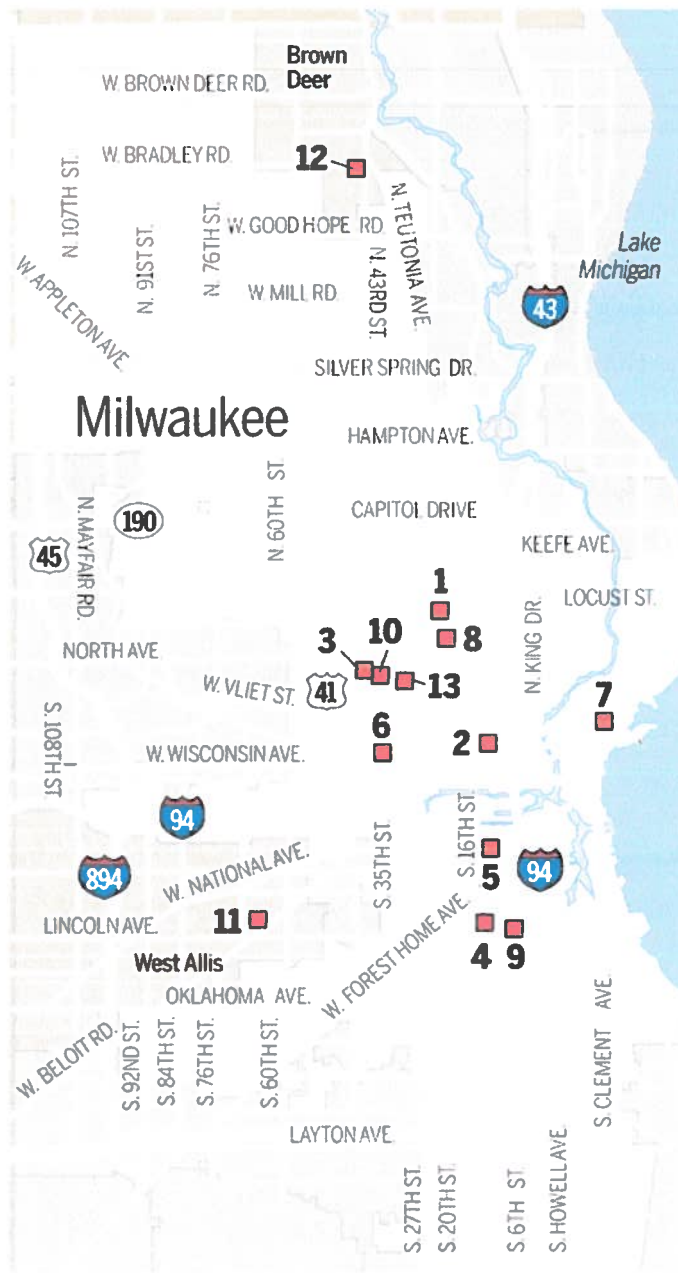 Brown
Deer
W. BROWN DEER RD.
W. BRADLEY RD.
12
N. 107TH ST.
N. 91ST ST.
N. 76TH ST.
W. GOOD HOPE RD.
N. TEUTONIA AVE.
N. 43RD ST.
Lake
Michigan
W. APPLETON AVE.
W. MILL RD.
43
SILVER SPRING DR.
Milwaukee
HAMPTON AVE.
N. 60TH ST.
N. MAYFAIR RD.
190
CAPITOL DRIVE
45
KEEFE AVE.
1
LOCUST ST.
N. KING DR.
8
3
10
NORTH AVE
W. VLIET ST.
41
13
7
S. 108TH ST
6
2
W. WISCONSIN AVE.
94
S. 35TH ST.
S. 16TH ST.
5
94
894
W. NATIONAL AVE.
LINCOLN AVE.
11
W. FOREST HOME AVE.
4
9
West Allis
OKLAHOMA AVE.
W. BELOIT RD.
S. 92ND ST.
S. 84TH ST.
S. 76TH ST.
S. 60TH ST.
S. CLEMENT AVE.
LAYTON AVE.
S. 27TH ST.
S. 20TH ST.
S. 6TH ST.
S. HOWELL AVE.